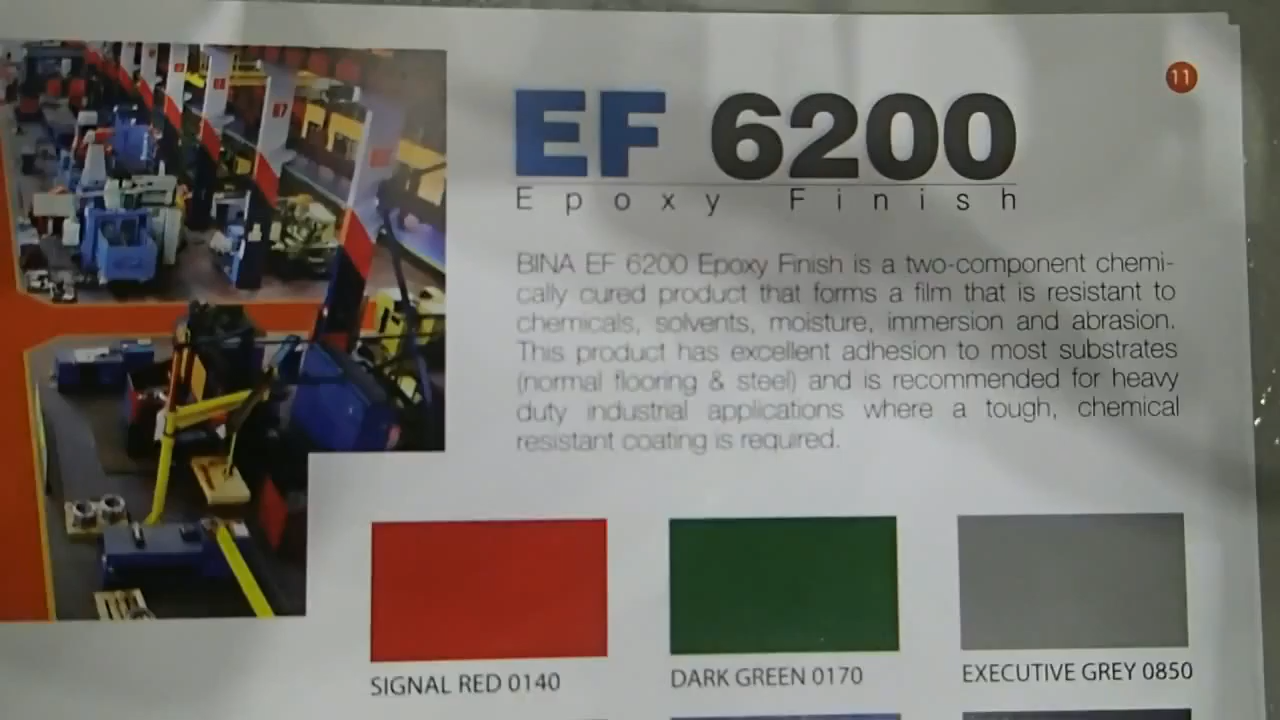 11
EF 6200
Epoxy Finish
BINA EF 6200 Epoxy Finish is a two-component chemi-
cally cured product that forms a film that is resistant to
chemicals, solvents, moisture, immersion and abrasion.
This product has excellent adhesion to most substrates
(normal flooring & steel) and is recommended for heavy
duty industrial applications where a tough, chemical
resistant coating is required.
SIGNAL RED 0140
DARK GREEN 0170
EXECUTIVE GREY 0850